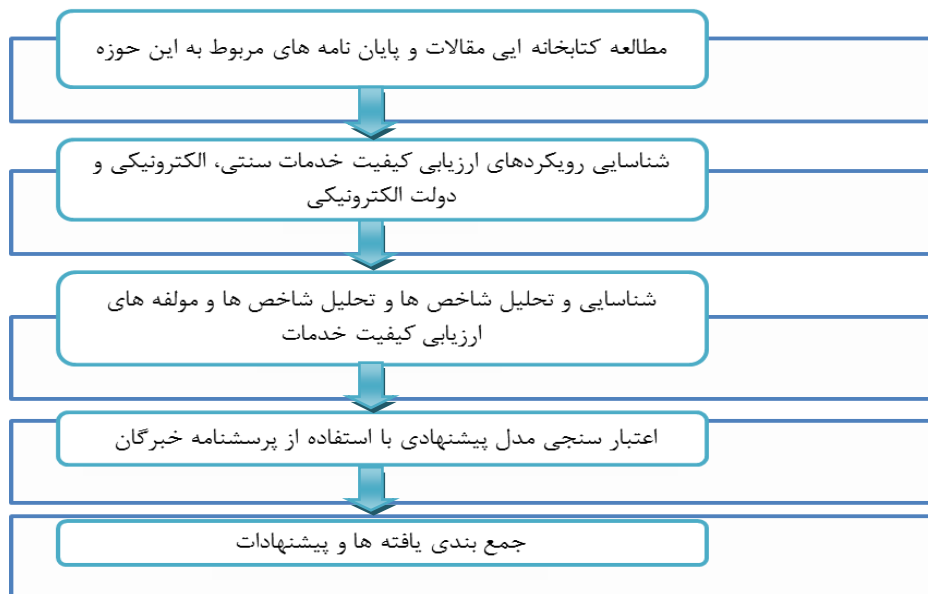 مطالعه کتابخانه ایی مقالات و پایان نامه های مربوط به این حوزه
شناسایی رویکردهای ارزیابی کیفیت خدمات سنتی، الکترونیکی و
دولت الکترونیکی
شناسایی و تحلیل شاخص ها و تحلیل شاخص ها و مولفه های
ارزیابی کیفیت خدمات
اعتبار سنجی مدل پیشنهادی با استفاده از پرسشنامه خبرگان
جمع بندی یافته ها و پیشنهادات